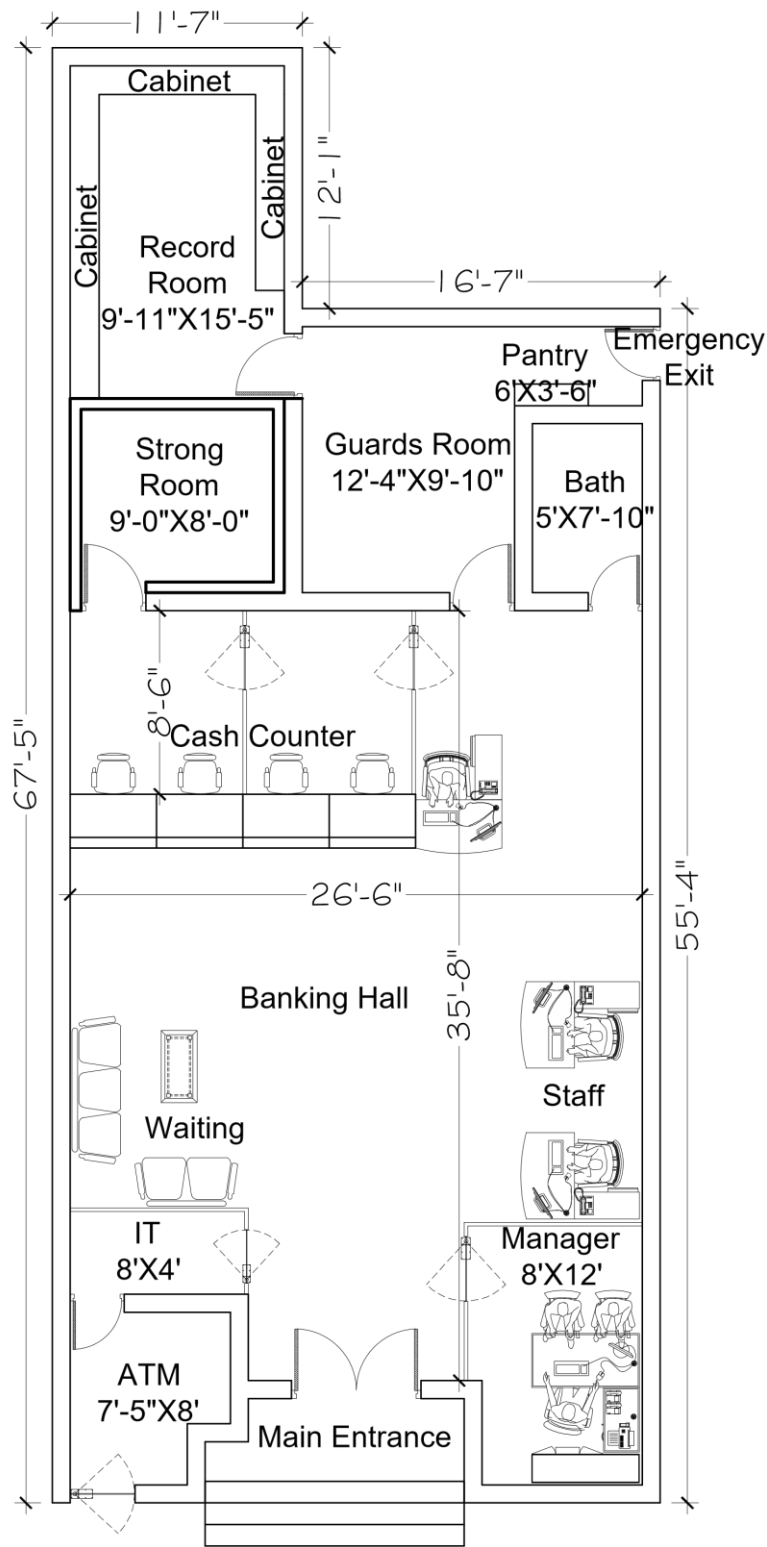 11'-7"
Cabinet
Cabinet
Cabinet
12'-1"
Record
Room
9'-11"X15'-5"
16'-7"
Emergency
Exit
Pantry
6'X3'-6"
Guards Room
12'-4"X9'-10"
Strong
Room
9'-0"X8'-0"
Bath
5'X7'-10"
8'-6"
Cash Counter
67'-5"
26'-6"
55'-4"
35'-8"
Banking Hall
Staff
Waiting
IT
8'X4'
Manager
8'X12'
ATM
7'-5"X8'
Main Entrance